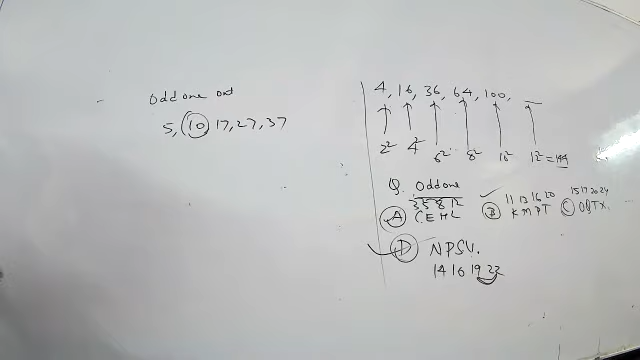 Odd one out
5, 10 17, 27, 37
4, 16, 36, 64, 100, __
2² 4² 6² 8² 10² 12² = 144
Q. Odd one
3 5 8 12 11 13 16 20 15 17 20 24
A CEHL B KMPT C OQTX
D NPSV.
14 16 19 22